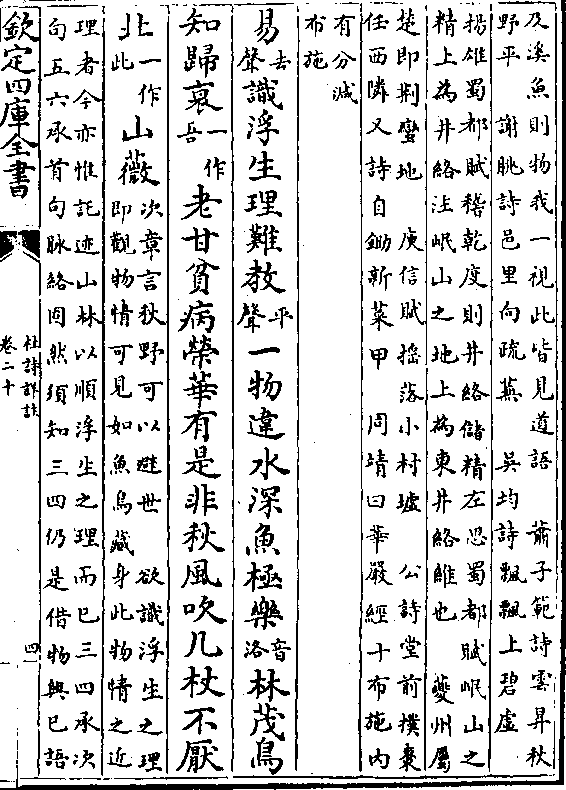 及溪魚則物我一視此皆見道語　蕭子範詩雲昇秋
野平　謝眺詩邑里向疏蕪　吳均詩飄飄上碧虛
揚雄蜀都賦稽乾度則井絡儲精左思蜀都賦岷山之
精上為井絡注岷山之地上為東井絡維也　夔州屬
楚即荆蠻地　庾信賦揺落小村墟　公詩堂前撲棗
任西隣又詩自鋤新菜甲　周靖曰華嚴經十布施内
有分減
布施
易去聲識浮生理難教平聲一物違水深魚極樂音洛林茂鳥
知歸衰一作吾老甘貧病榮華有是非秋風吹几杖不厭
北一作此山薇次章言秋野可以避世　欲識浮生之理
即觀物情可見如魚鳥藏身此物情之近
理者今亦惟託迹山林以順浮生之理而已三四承次
句五六承首句脉絡固然須知三四仍是借物興已語
欽定四庫全書
杜詩詳註
卷二十
四